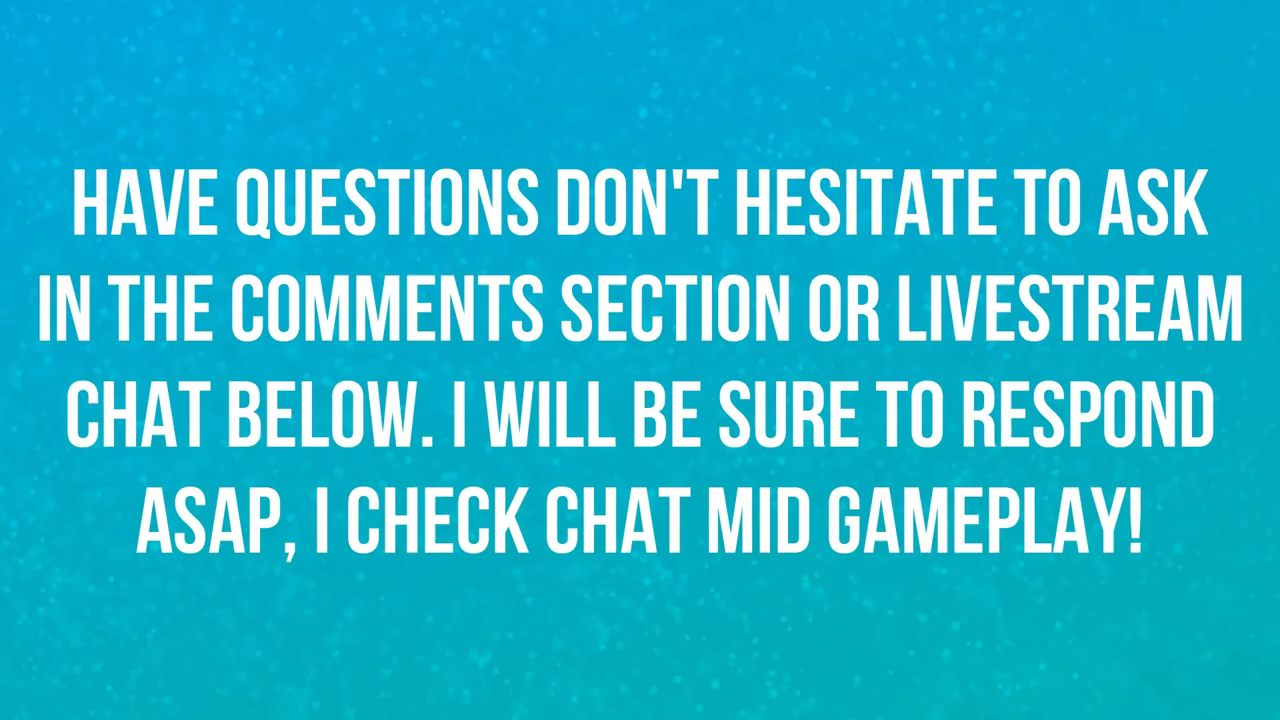 HAVE QUESTIONS DON'T HESITATE TO ASK
IN THE COMMENTS SECTION OR LIVESTREAM
CHAT BELOW. I WILL BE SURE TO RESPOND
ASAP, I CHECK CHAT MID GAMEPLAY!